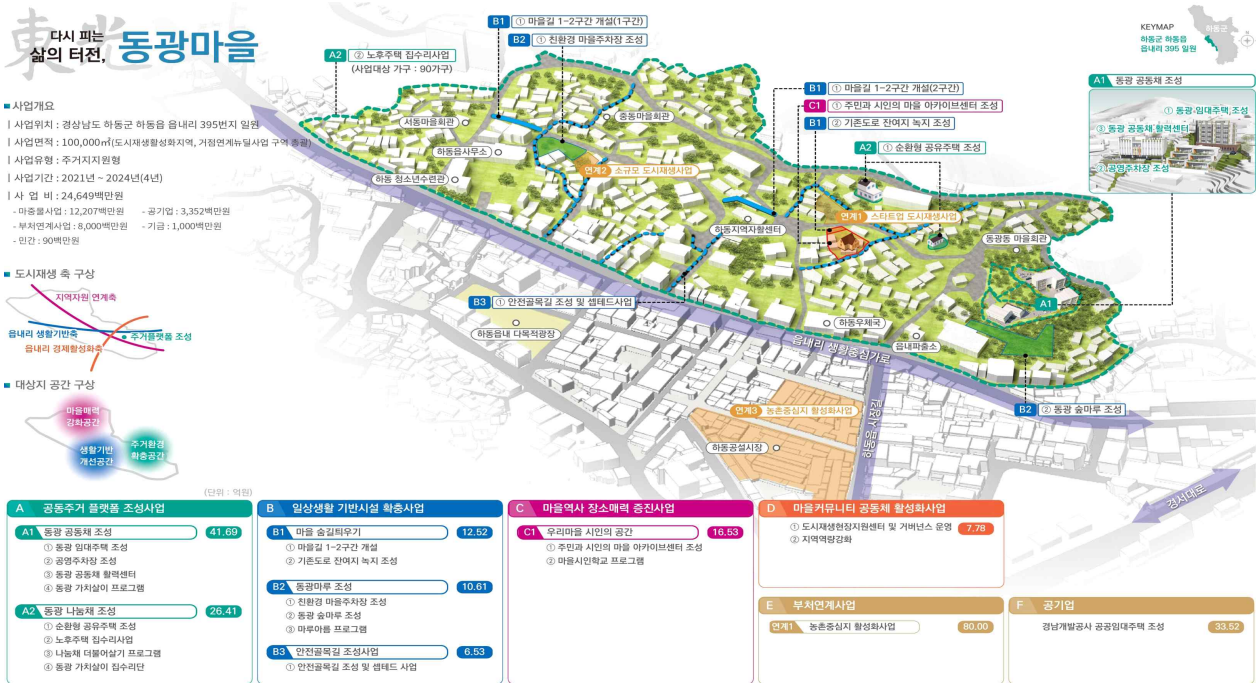 東光
다시 피는
삶의 터전, 동광마을
■ 사업개요
| 사업위치 : 경상남도 하동군 하동읍 읍내리 395번지 일원
| 사업면적 : 100,000㎡(도시재생활성화지역, 거점연계뉴딜사업 구역 총괄)
| 사업유형 : 주거지지원형
| 사업기간 : 2021년 ~ 2024년(4년)
| 사 업 비 : 24,649백만원
- 마중물사업 : 12,207백만원 - 공기업 : 3,352백만원
- 부처연계사업 : 8,000백만원 - 기금 : 1,000백만원
- 민간 : 90백만원
■ 도시재생 축 구상
지역자원 연계축
읍내리 생활기반축
주거플랫폼 조성
읍내리 경제활성화축
■ 대상지 공간 구상
마을매력
강화공간
생활기반
개선공간
주거환경
확충공간
B1 ① 마을길 1-2구간 개설(1구간)
B2 ① 친환경 마을주차장 조성
A2 ② 노후주택 집수리사업
(사업대상 가구 : 90가구)
B1 ① 마을길 1-2구간 개설(2구간)
C1 ① 주민과 시인의 마을 아카이브센터 조성
B1 ② 기존도로 잔여지 녹지 조성
A2 ① 순환형 공유주택 조성
KEYMAP
하동군 하동읍
읍내리 395 일원
하동군
A1 동광 공동채 조성
① 동광 임대주택 조성
③ 동광 공동채 활력센터
② 공영주차장 조성
서동마을회관
중동마을회관
하동읍사무소
하동 청소년수련관
연계2 소규모 도시재생사업
연계1 스타트업 도시재생사업
하동지역자활센터
동광동 마을회관
A1
B3 ① 안전골목길 조성 및 셉테드사업
하동읍내 다목적광장
하동우체국
읍내파출소
읍내리 생활중심가로
B2 ② 동광 숲마루 조성
연계3 농촌중심지 활성화사업
하동공설시장
하동읍 시장길
경서대로
(단위 : 억원)
A 공동주거 플랫폼 조성사업
A1 동광 공동채 조성 41.69
① 동광 임대주택 조성
② 공영주차장 조성
③ 동광 공동채 활력센터
④ 동광 가치살이 프로그램
A2 동광 나눔채 조성 26.41
① 순환형 공유주택 조성
② 노후주택 집수리사업
③ 나눔채 더불어살기 프로그램
④ 동광 가치살이 집수리단
B 일상생활 기반시설 확충사업
B1 마을 숨길틔우기 12.52
① 마을길 1-2구간 개설
② 기존도로 잔여지 녹지 조성
B2 동광마루 조성 10.61
① 친환경 마을주차장 조성
② 동광 숲마루 조성
③ 마루아름 프로그램
B3 안전골목길 조성사업 6.53
① 안전골목길 조성 및 셉테드 사업
C 마을역사 장소매력 증진사업
C1 우리마을 시인의 공간 16.53
① 주민과 시인의 마을 아카이브센터 조성
② 마을시인학교 프로그램
D 마을커뮤니티 공동체 활성화사업
① 도시재생현장지원센터 및 거버넌스 운영 7.78
② 지역역량강화
E 부처연계사업
연계1 농촌중심지 활성화사업 80.00
F 공기업
경남개발공사 공공임대주택 조성 33.52